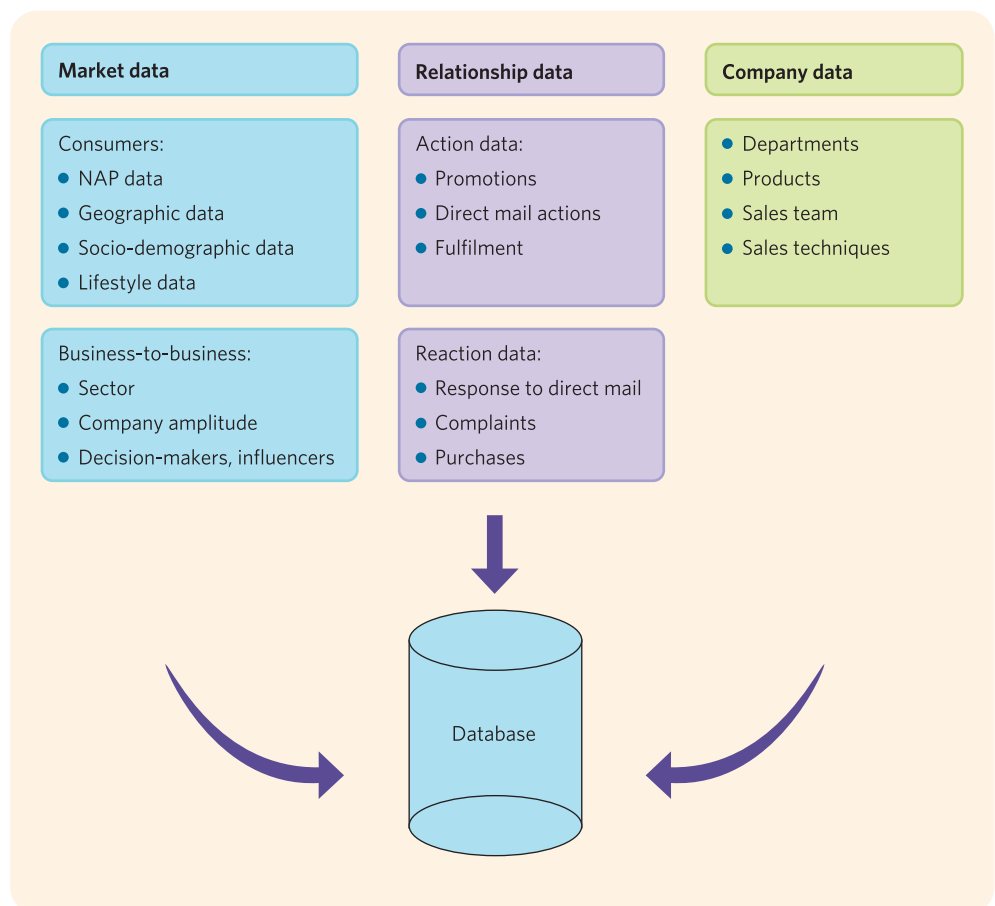 Market data
Consumers:
NAP data
Geographic data
Socio-demographic data
Lifestyle data
Business-to-business:
Sector
Company amplitude
Decision-makers, influencers
Relationship data
Action data:
Promotions
Direct mail actions
Fulfilment
Reaction data:
Response to direct mail
Complaints
Purchases
Company data
Departments
Products
Sales team
Sales techniques
Database